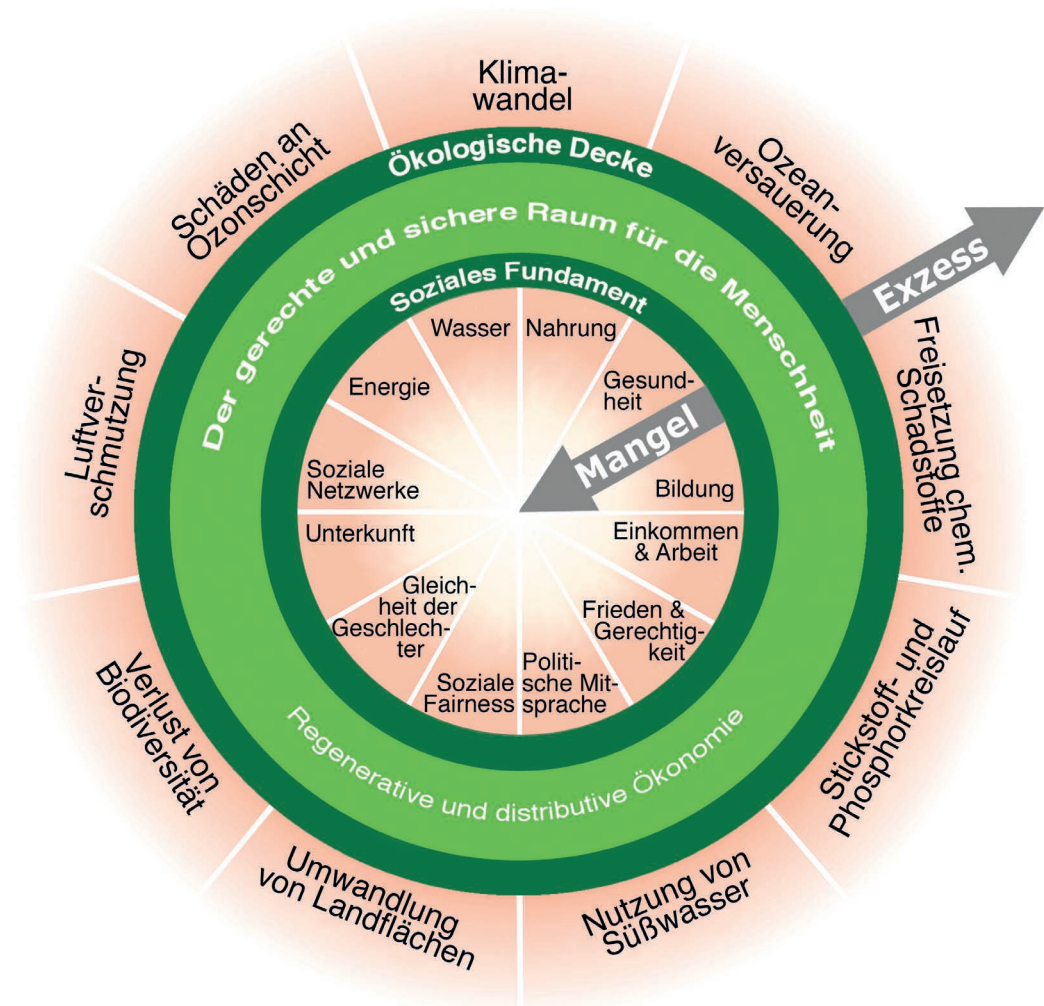 Klima-
wandel
Ozean-
versauerung
Exzess
Freisetzung chem.
Schadstoffe
Stickstoff- und
Phosphorkreislauf
Nutzung von
Süßwasser
Umwandlung
von Landflächen
Verlust von
Biodiversität
Luftver-
schmutzung
Schäden an
Ozonschicht
Ökologische Decke
Der gerechte und sichere Raum für die Menschheit
Soziales Fundament
Wasser
Nahrung
Gesund-
heit
Mangel
Bildung
Einkommen
& Arbeit
Frieden &
Gerechtig-
keit
Politi-
sche Mit-
sprache
Soziale
Fairness
Gleich-
heit der
Geschlech-
ter
Unterkunft
Soziale
Netzwerke
Energie
Regenerative und distributive Ökonomie